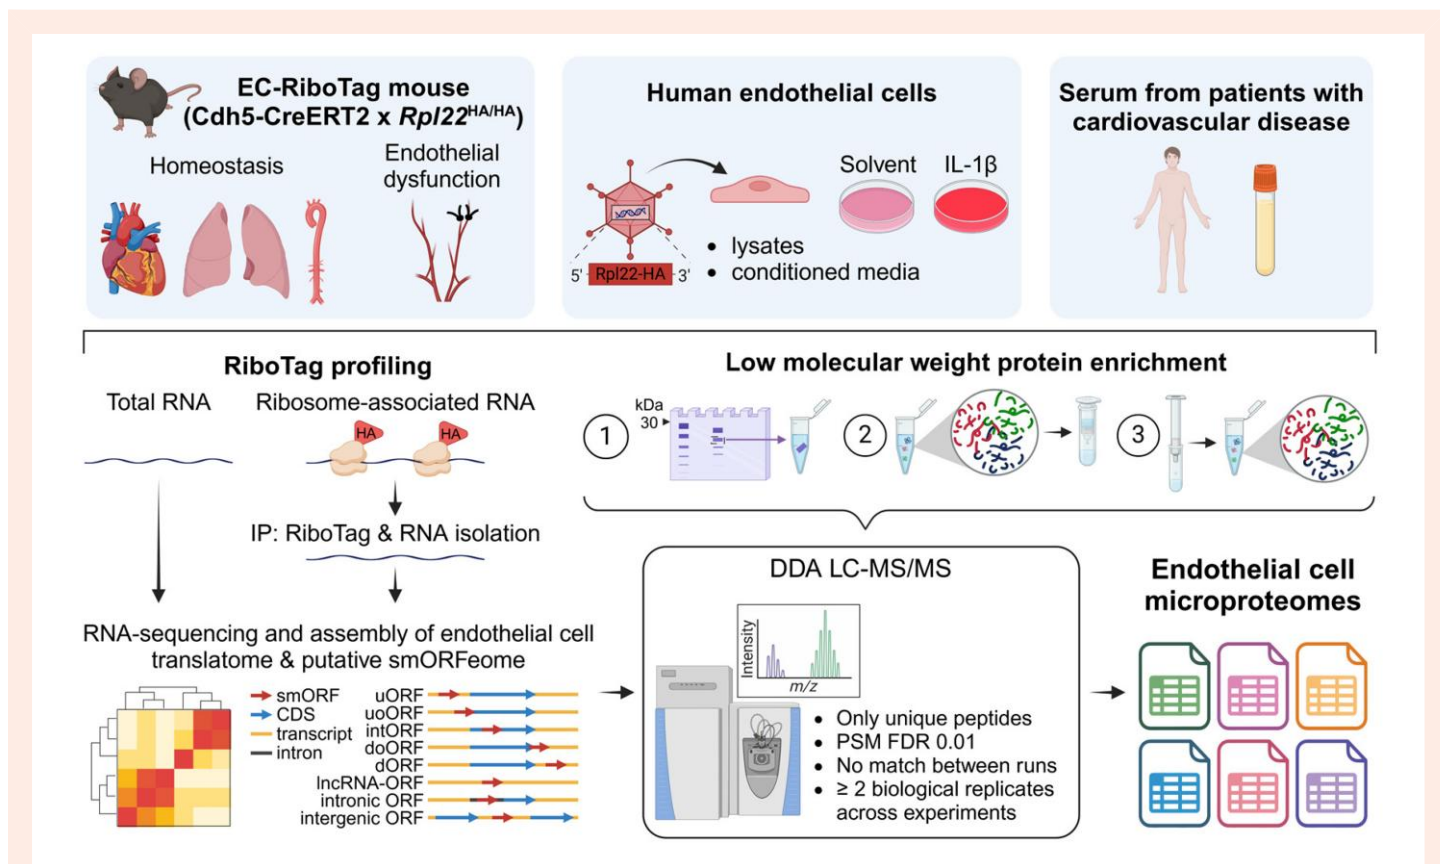 EC-RiboTag mouse
(Cdh5-CreERT2 x Rpl22HA/HA)
Homeostasis
Endothelial
dysfunction
Human endothelial cells
Solvent
IL-1β
5'
Rpl22-HA
3'
• lysates
• conditioned media
Serum from patients with
cardiovascular disease
RiboTag profiling
Total RNA
Ribosome-associated RNA
HA
HA
IP: RiboTag & RNA isolation
RNA-sequencing and assembly of endothelial cell
translatome & putative smORFeome
smORF
CDS
transcript
intron
uORF
uoORF
intORF
doORF
dORF
lncRNA-ORF
intronic ORF
intergenic ORF
Low molecular weight protein enrichment
1
kDa
30
2
3
DDA LC-MS/MS
Intensity
m/z
• Only unique peptides
• PSM FDR 0.01
• No match between runs
• ≥ 2 biological replicates
across experiments
Endothelial cell
microproteomes